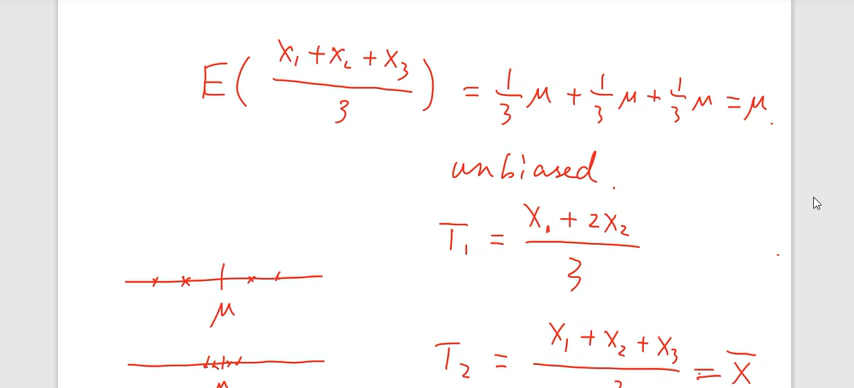 E( (X₁ + X₂ + X₃) / 3 ) = 1/3 μ + 1/3 μ + 1/3 μ = μ.
unbiased.
T₁ = (X₁ + 2X₂) / 3
μ
T₂ = (X₁ + X₂ + X₃) / 3 = X̄